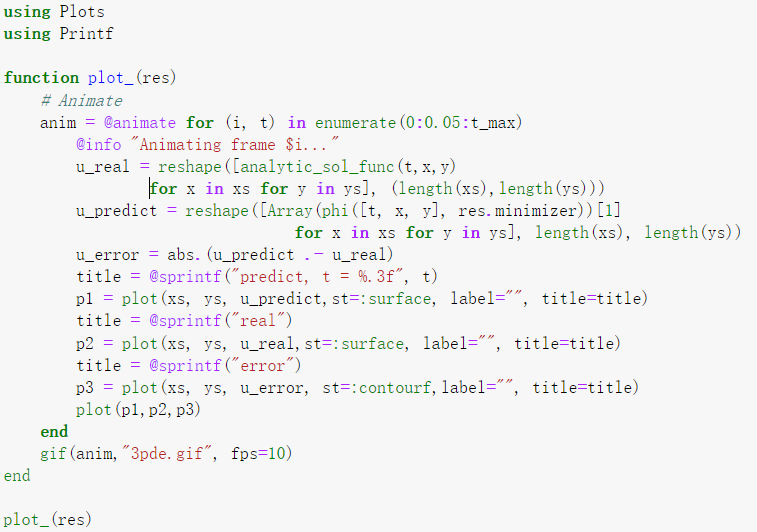 using Plots
using Printf
function plot_(res)
# Animate
anim = @animate for (i, t) in enumerate(0:0.05:t_max)
@info "Animating frame $i..."
u_real = reshape([analytic_sol_func(t,x,y)
for x in xs for y in ys], (length(xs),length(ys)))
u_predict = reshape([Array(phi([t, x, y], res.minimizer))[1]
for x in xs for y in ys], length(xs), length(ys))
u_error = abs.(u_predict .- u_real)
title = @sprintf("predict, t = %.3f", t)
p1 = plot(xs, ys, u_predict,st=:surface, label="", title=title)
title = @sprintf("real")
p2 = plot(xs, ys, u_real,st=:surface, label="", title=title)
title = @sprintf("error")
p3 = plot(xs, ys, u_error, st=:contourf,label="", title=title)
plot(p1,p2,p3)
end
gif(anim,"3pde.gif", fps=10)
end
plot_(res)